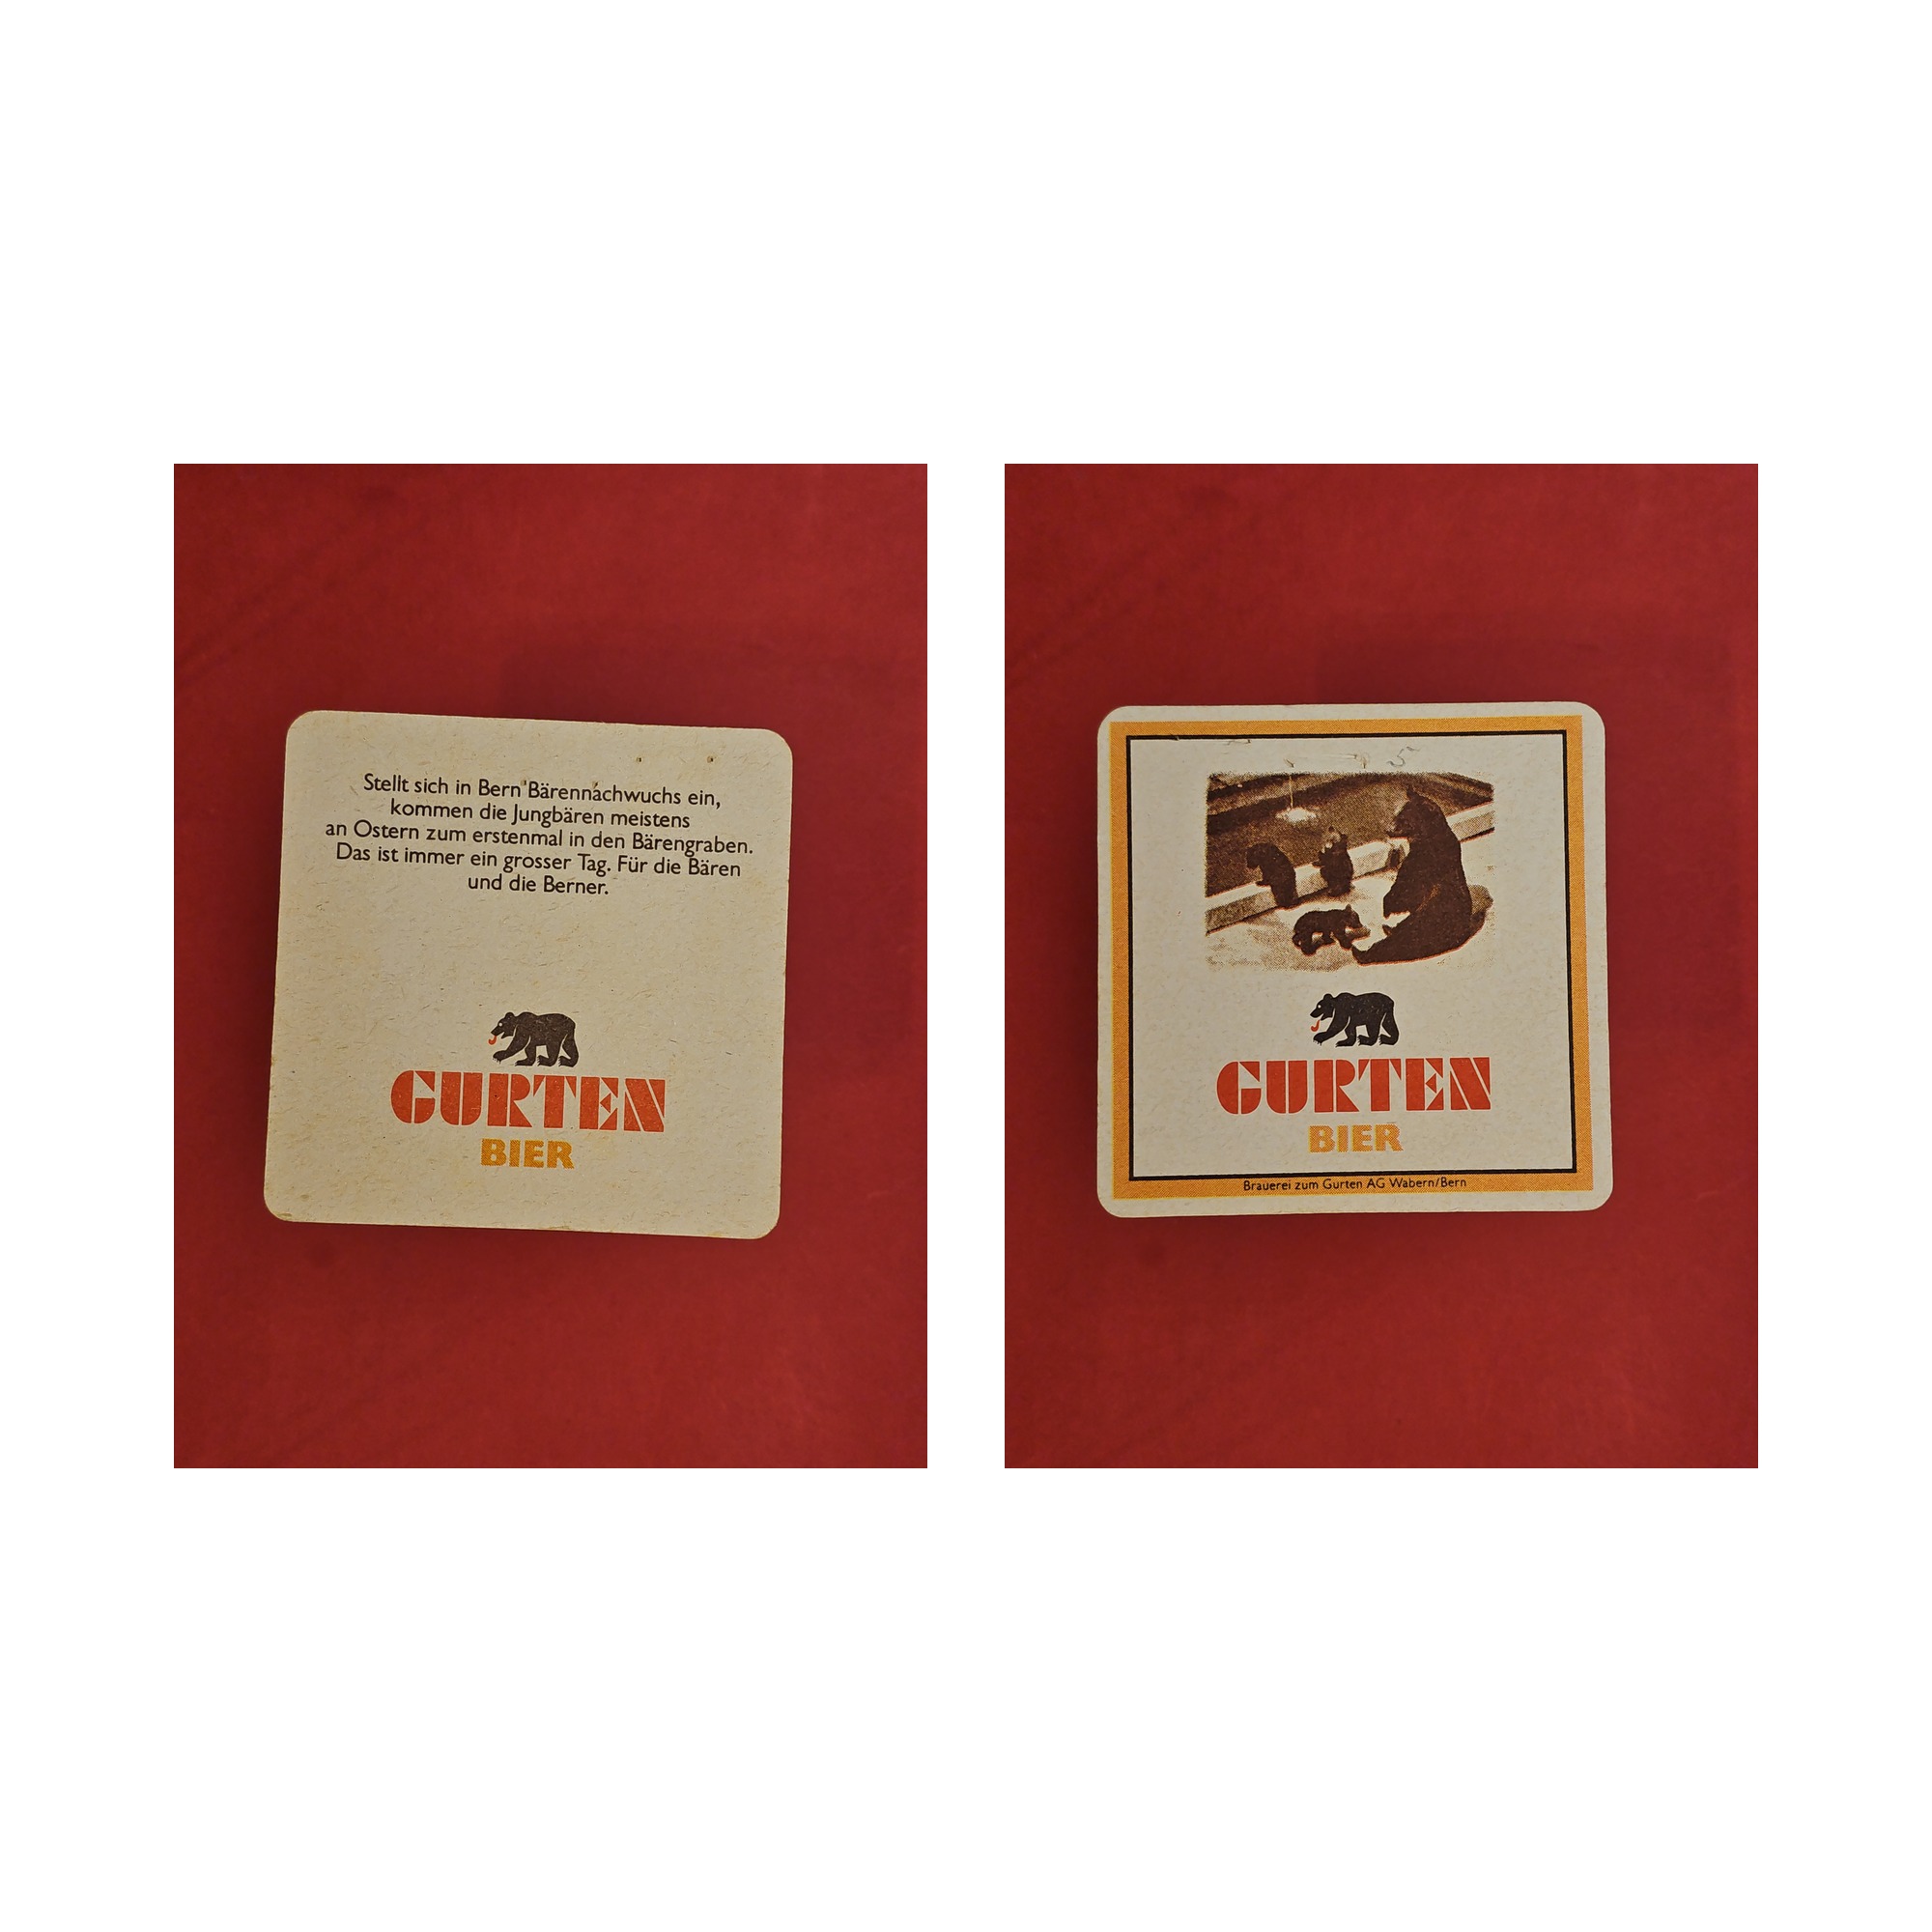 Stellt sich in Bern Bärennachwuchs ein,
kommen die Jungbären meistens
an Ostern zum erstenmal in den Bärengraben.
Das ist immer ein grosser Tag. Für die Bären
und die Berner.
GURTEN
BIER
5
GURTEN
BIER
Brauerei zum Gurten AG Wabern/Bern